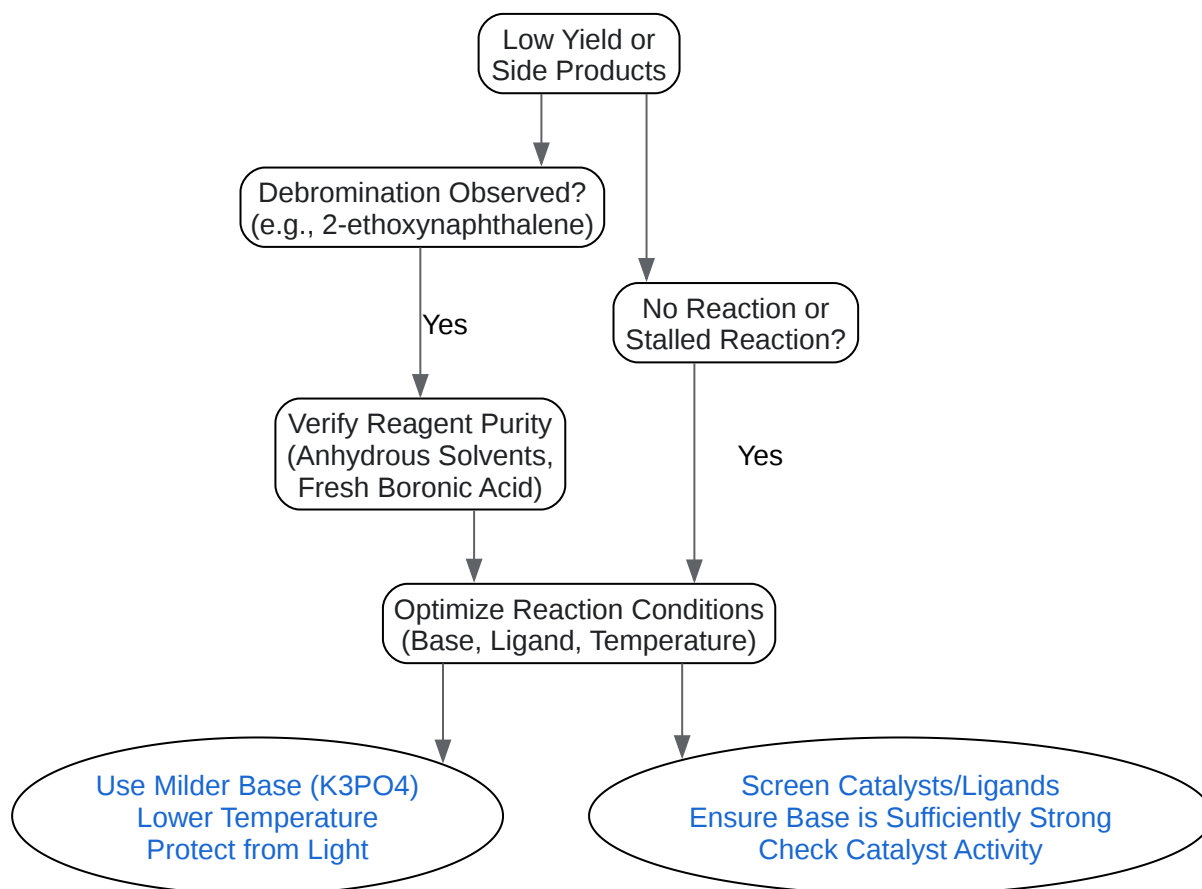 Low Yield or
Side Products
Debromination Observed?
(e.g., 2-ethoxynaphthalene)
No Reaction or
Stalled Reaction?
Yes
Verify Reagent Purity
(Anhydrous Solvents,
Fresh Boronic Acid)
Yes
Optimize Reaction Conditions
(Base, Ligand, Temperature)
Use Milder Base (K3PO4)
Lower Temperature
Protect from Light
Screen Catalysts/Ligands
Ensure Base is Sufficiently Strong
Check Catalyst Activity